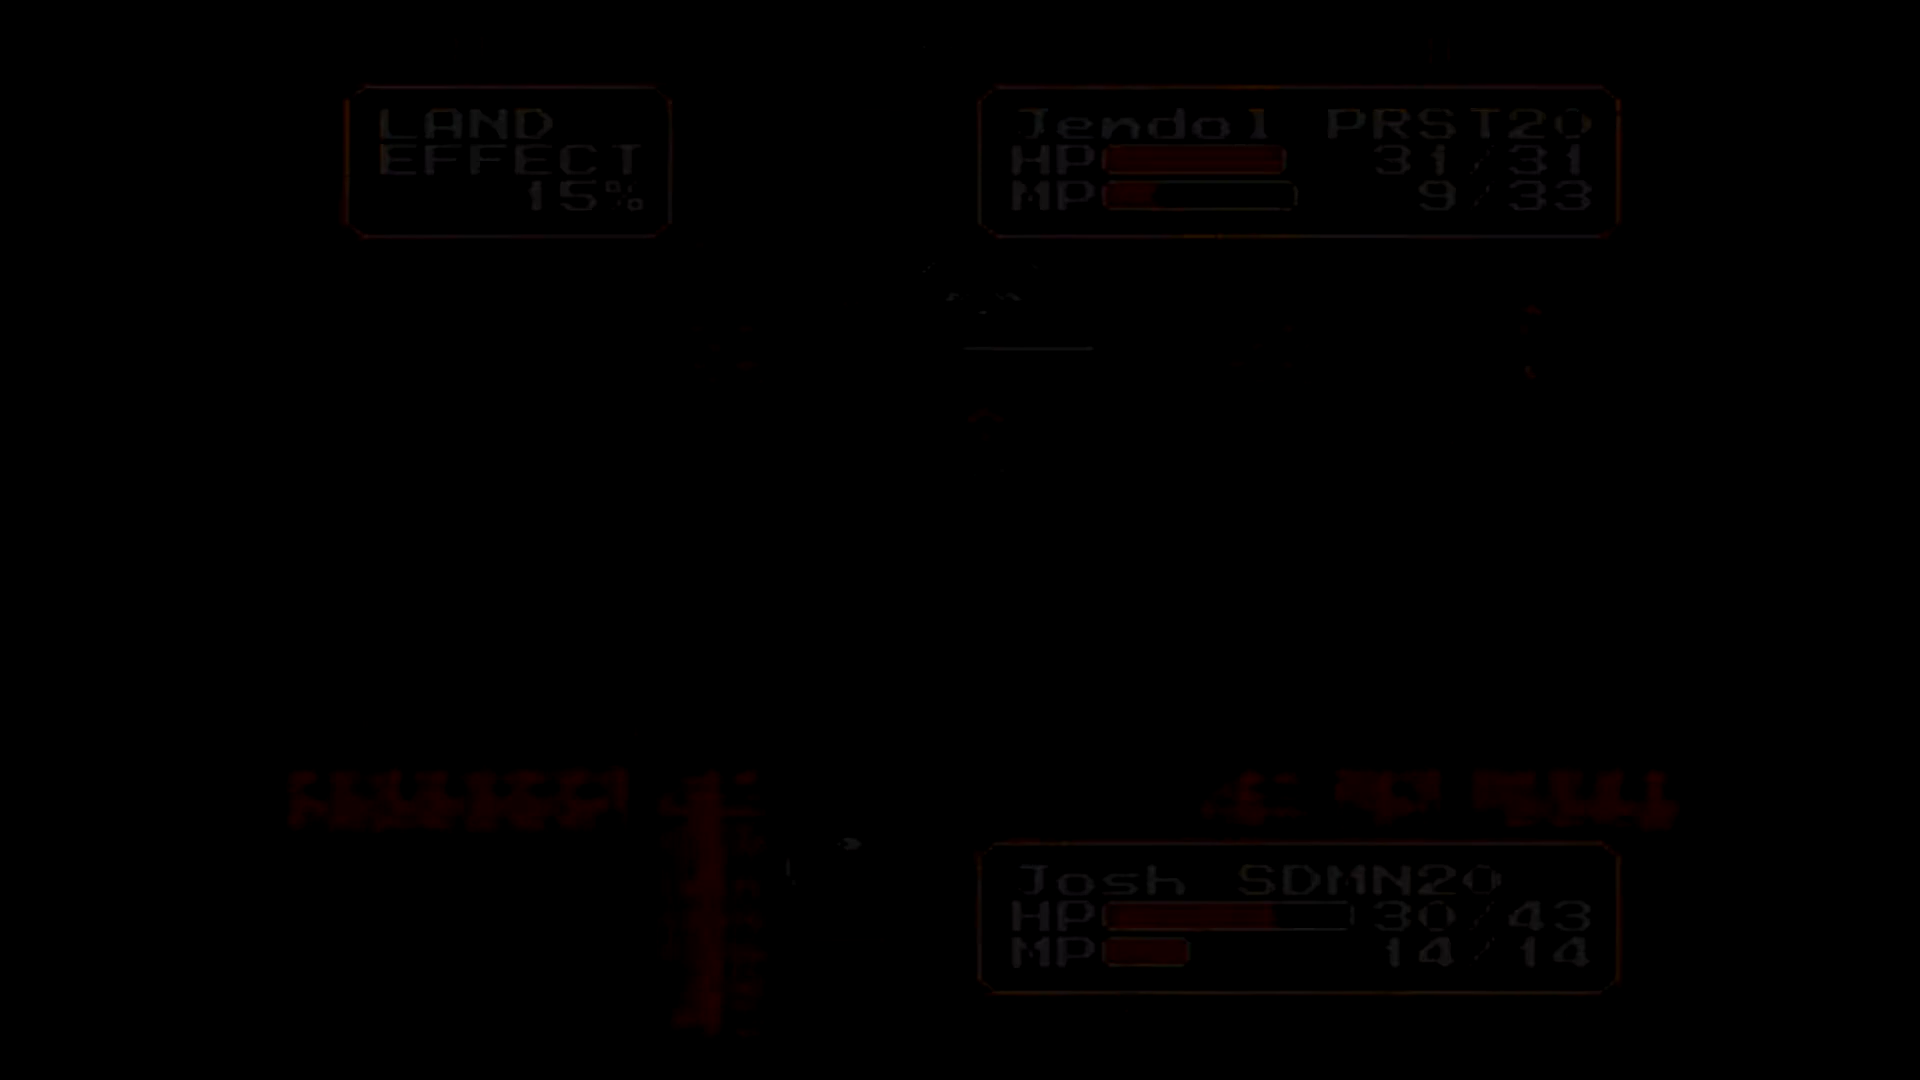 LAND
EFFECT
15%
Jendol PRST20
HP 31/31
MP 9/33
Josh SDMN20
HP 30/43
MP 14/14